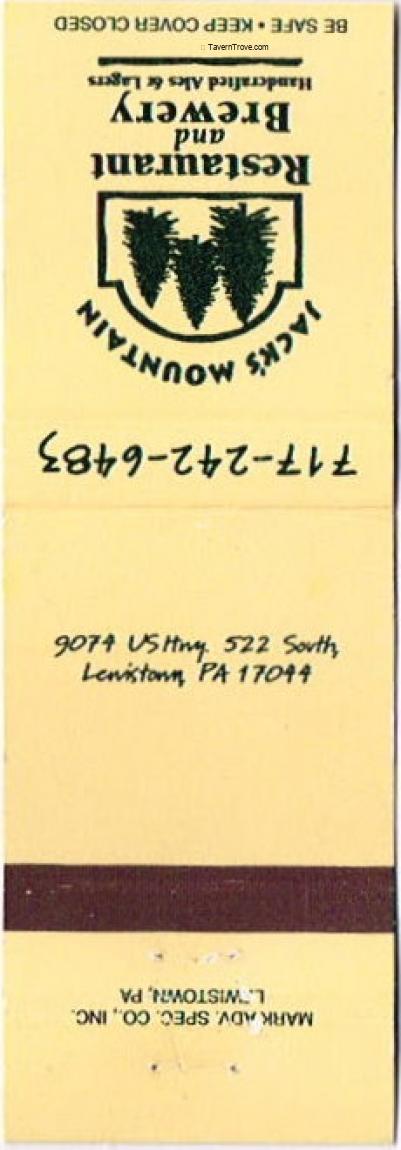 BE SAFE • KEEP COVER CLOSED
:: TavernTrove.com
JACK'S MOUNTAIN
Restaurant
and
Brewery
Handcrafted Ales & Lagers
717-242-6483
9074 US Hwy. 522 South,
Lewistown, PA 17044
MARK ADV. SPEC. CO., INC.
LEWISTOWN, PA